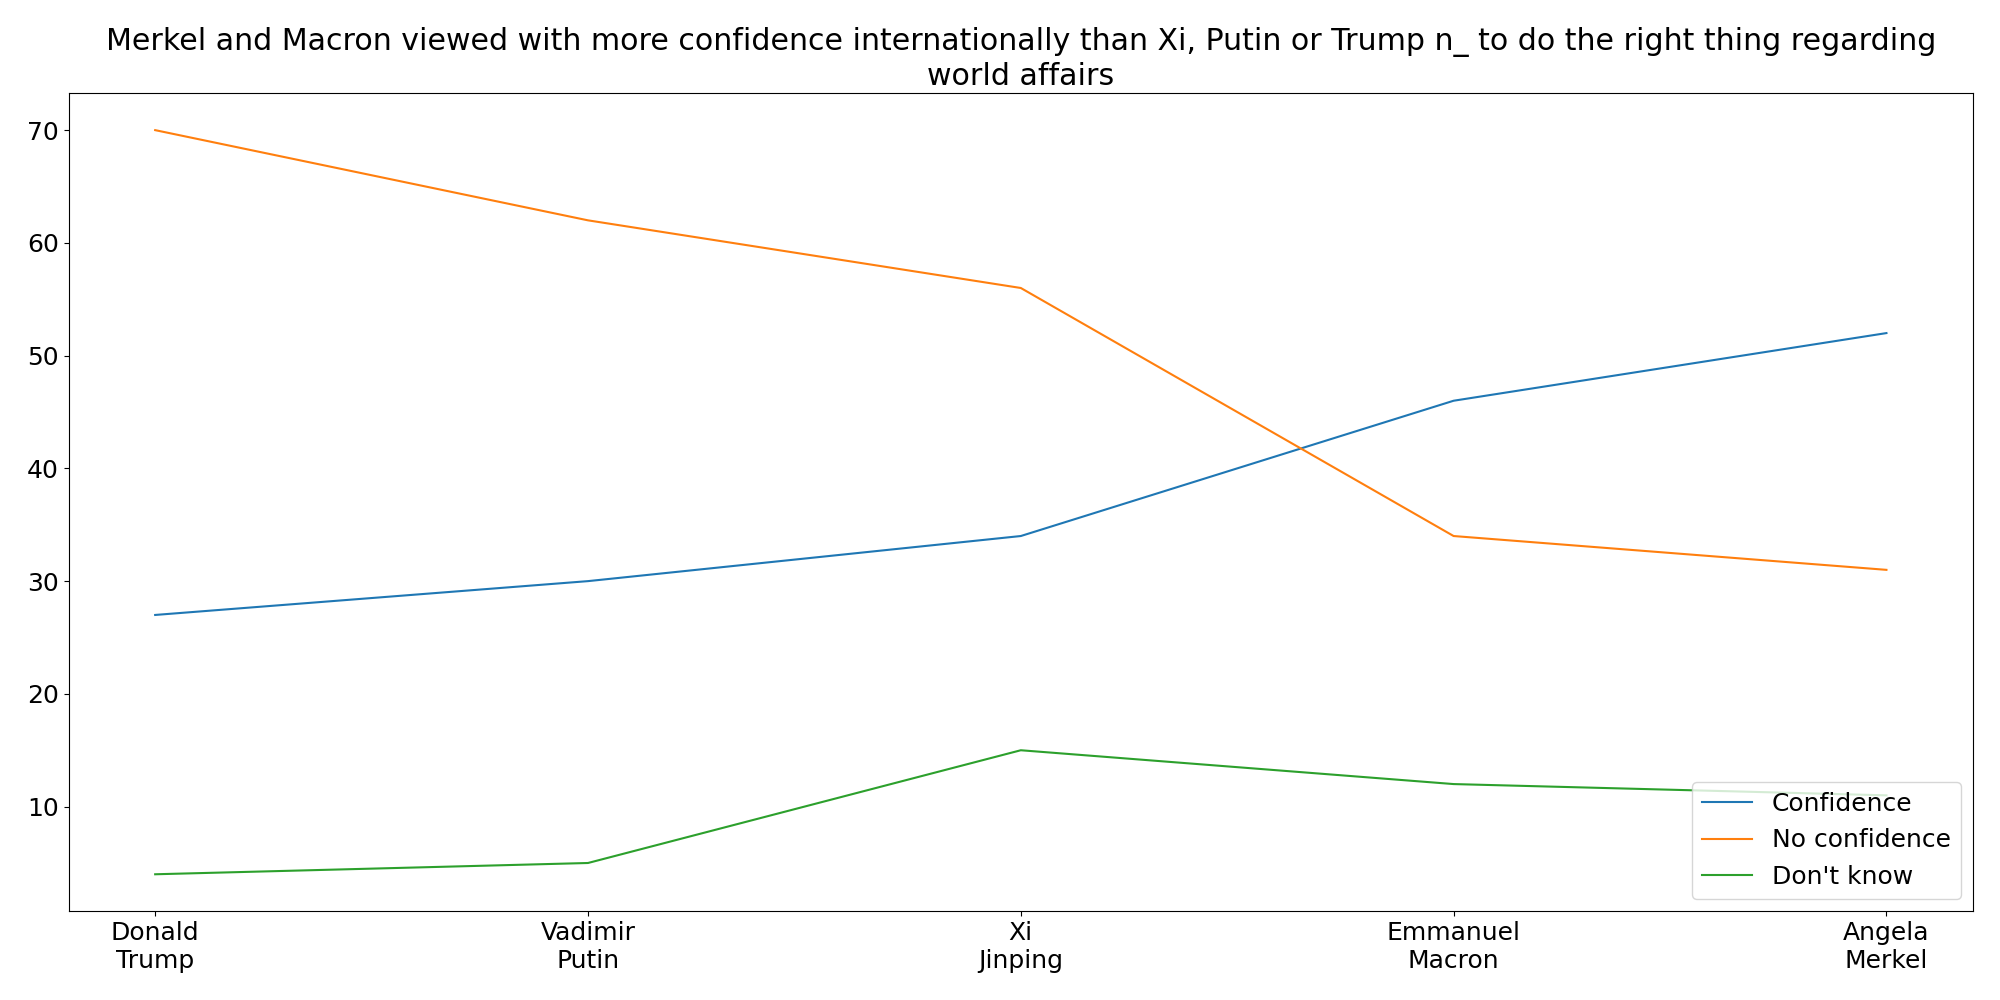 Merkel and Macron viewed with more confidence internationally than Xi, Putin or Trump n_ to do the right thing regarding
world affairs
70
60
50
40
30
20
10
Confidence
No confidence
Don't know
Donald
Trump
Vadimir
Putin
Xi
Jinping
Emmanuel
Macron
Angela
Merkel